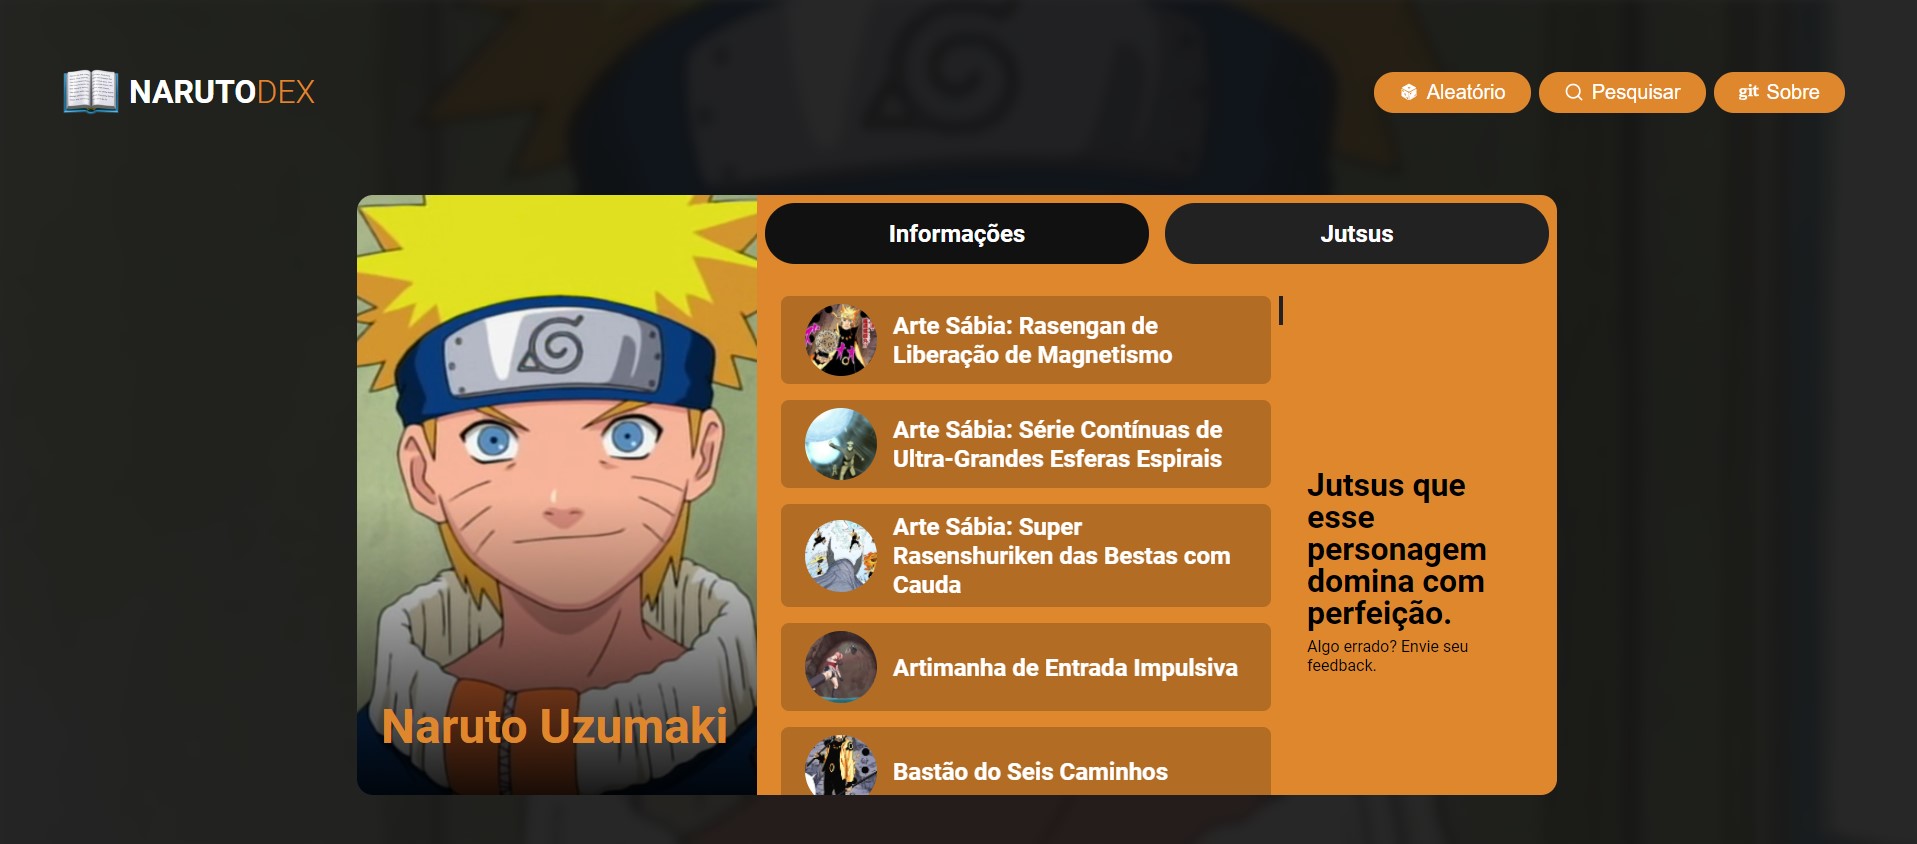 NARUTODEX
Aleatório
Pesquisar
git Sobre
Naruto Uzumaki
Informações
Jutsus
Arte Sábia: Rasengan de
Liberação de Magnetismo
Arte Sábia: Série Contínuas de
Ultra-Grandes Esferas Espirais
Arte Sábia: Super
Rasenshuriken das Bestas com
Cauda
Artimanha de Entrada Impulsiva
Bastão do Seis Caminhos
Jutsus que
esse
personagem
domina com
perfeição.
Algo errado? Envie seu
feedback.